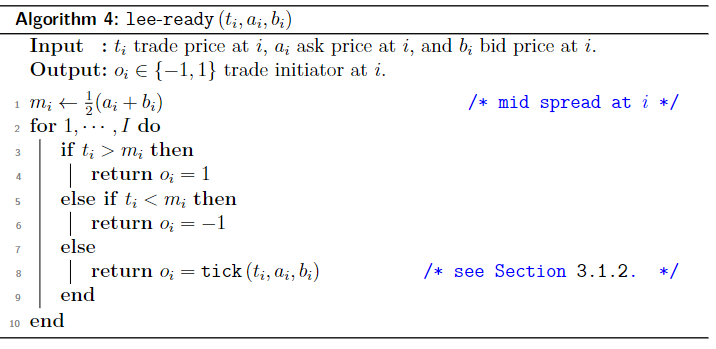 Algorithm 4: lee-ready (tᵢ, aᵢ, bᵢ)
Input : tᵢ trade price at i, aᵢ ask price at i, and bᵢ bid price at i.
Output: oᵢ ∈ {−1, 1} trade initiator at i.
1 mᵢ ← ½(aᵢ + bᵢ) /* mid spread at i */
2 for 1, ⋯ , I do
3 if tᵢ > mᵢ then
4 return oᵢ = 1
5 else if tᵢ < mᵢ then
6 return oᵢ = −1
7 else
8 return oᵢ = tick (tᵢ, aᵢ, bᵢ) /* see Section 3.1.2. */
9 end
10 end